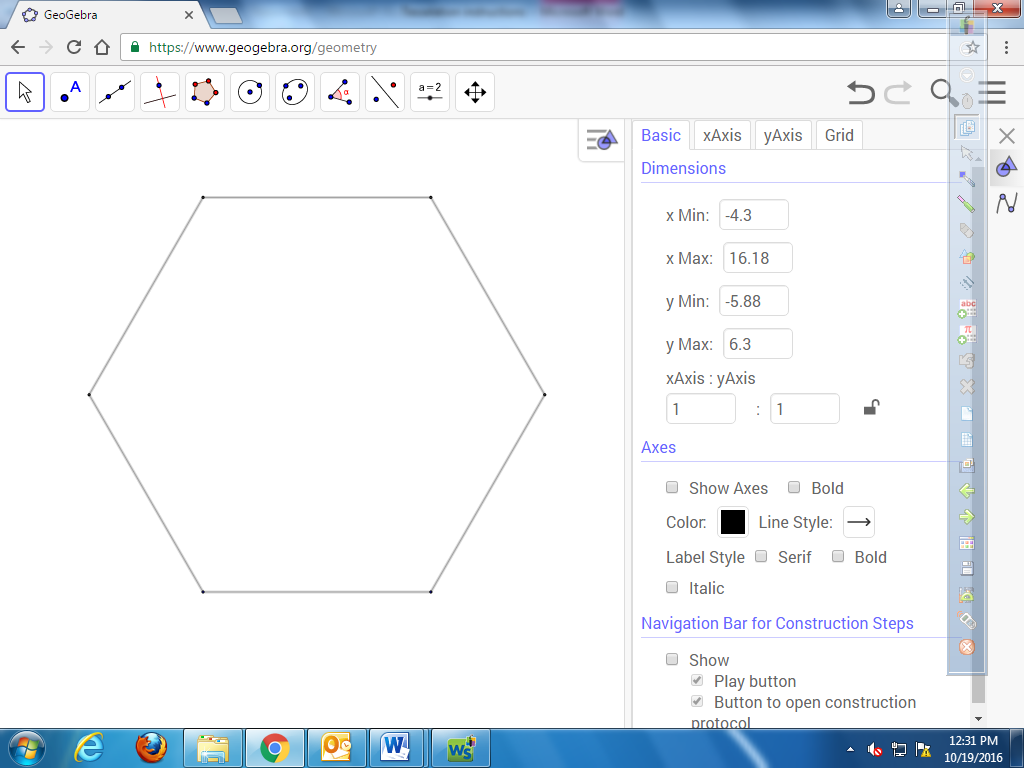 GeoGebra
https://www.geogebra.org/geometry
A
α
a=2
Basic xAxis yAxis Grid
Dimensions
x Min: -4.3
x Max: 16.18
y Min: -5.88
y Max: 6.3
xAxis : yAxis
1 : 1
Axes
Show Axes Bold
Color: Line Style:
Label Style Serif Bold
Italic
Navigation Bar for Construction Steps
Show
Play button
Button to open construction
protocol
abc
π
W
WS
12:31 PM
10/19/2016